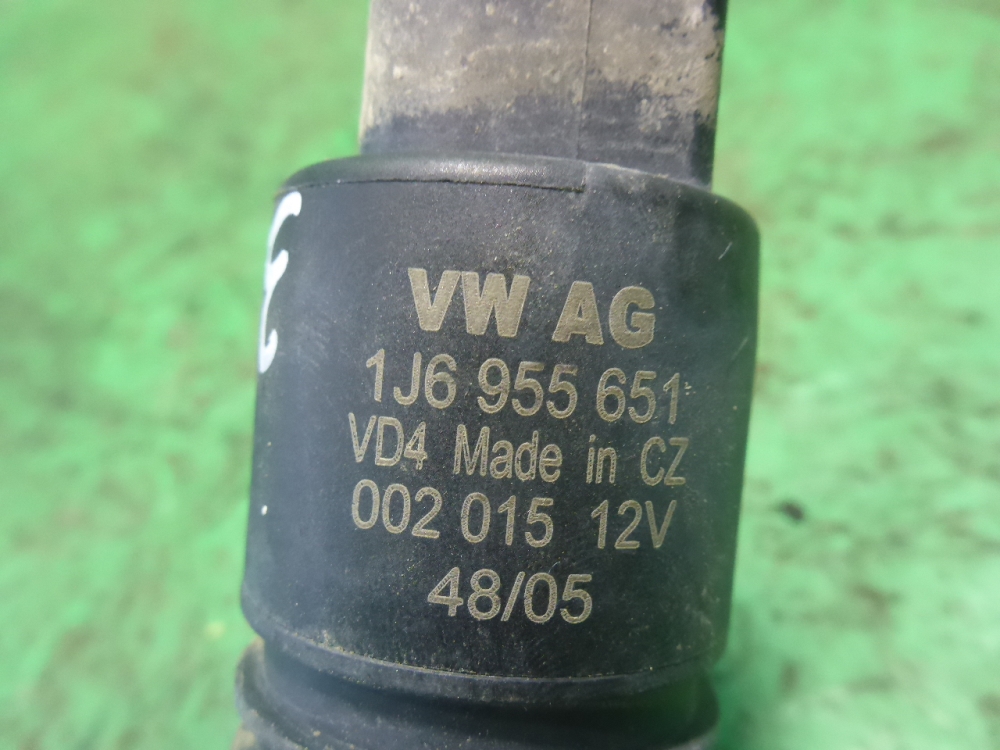 VW AG
1J6 955 651
VD4 Made in CZ
002 015 12V
48/05